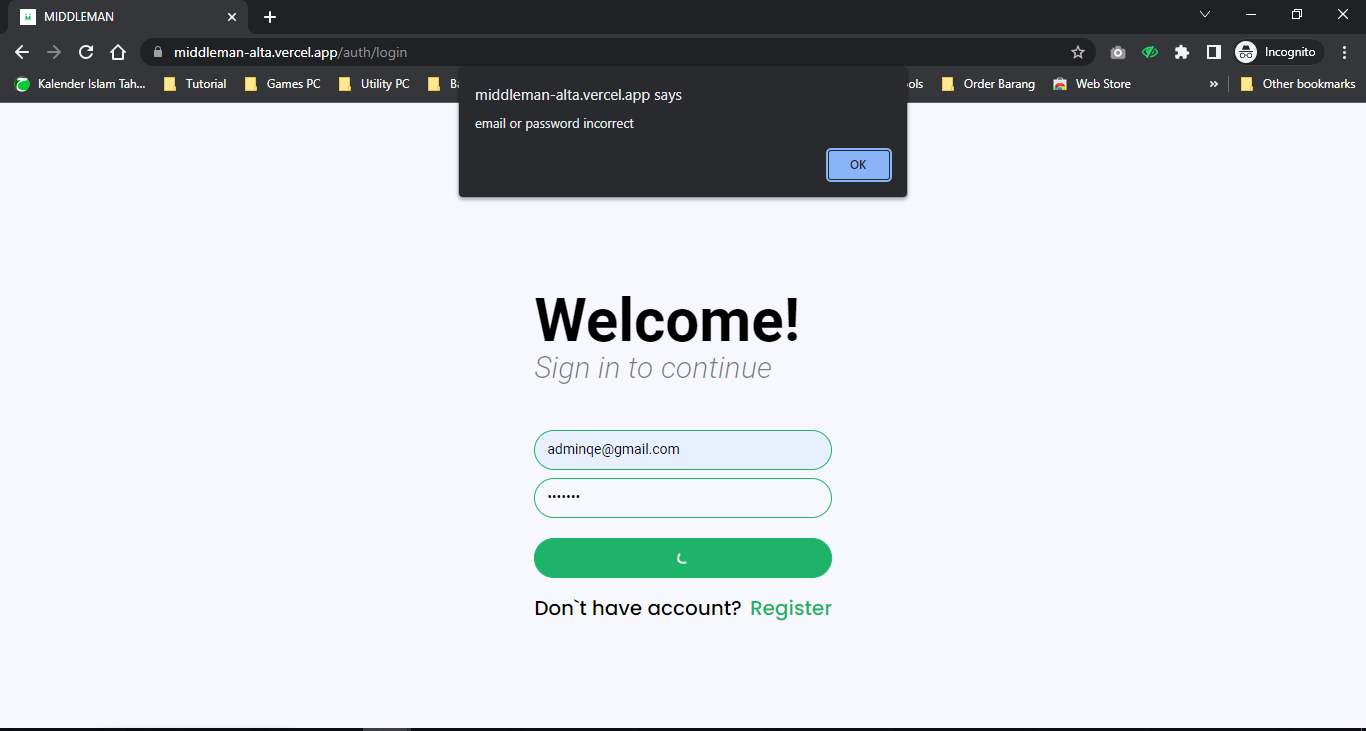 MIDDLEMAN
middleman-alta.vercel.app/auth/login
Incognito
Kalender Islam Tah... Tutorial Games PC Utility PC Ba ols Order Barang Web Store » Other bookmarks
middleman-alta.vercel.app says
email or password incorrect
OK
Welcome!
Sign in to continue
adminqe@gmail.com
•••••••
Don`t have account? Register